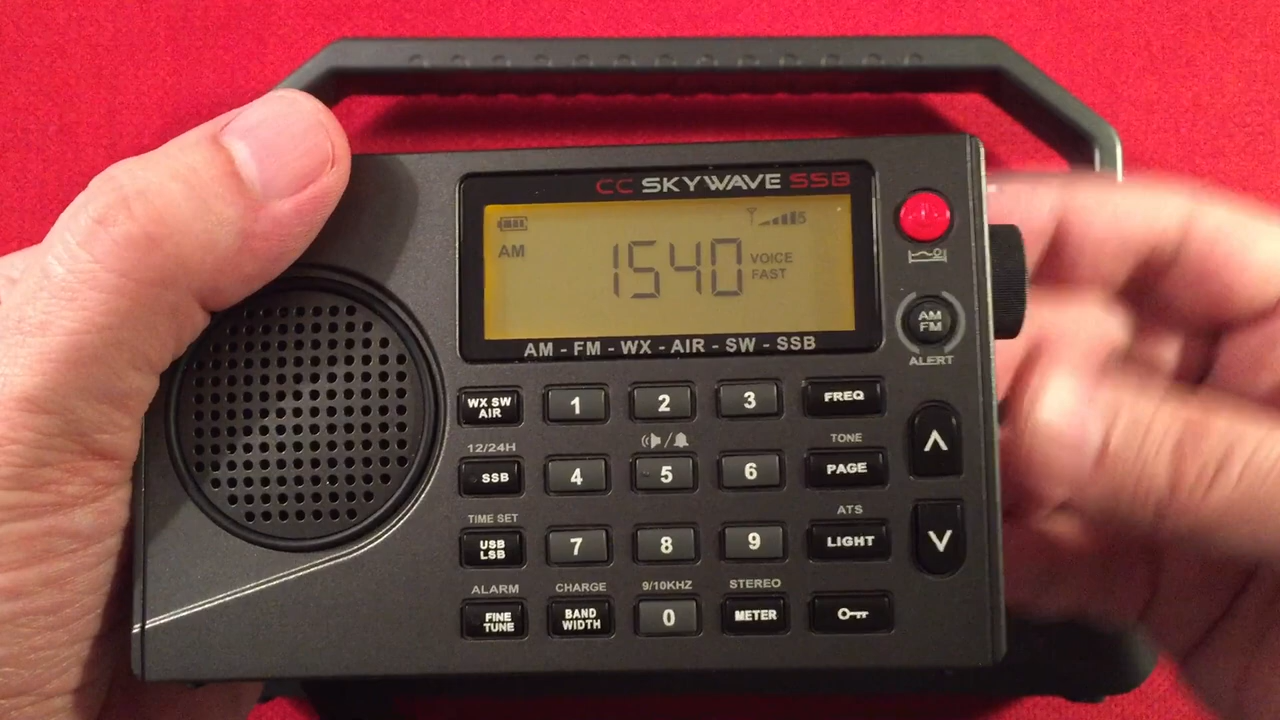 CC SKYWAVE SSB
5
AM
1540
VOICE
FAST
AM - FM - WX - AIR - SW - SSB
AM
FM
ALERT
WX SW
AIR
1
2
3
FREQ
12/24H
TONE
SSB
4
5
6
PAGE
TIME SET
ATS
USB
LSB
7
8
9
LIGHT
ALARM
CHARGE
9/10KHZ
STEREO
FINE
TUNE
BAND
WIDTH
0
METER